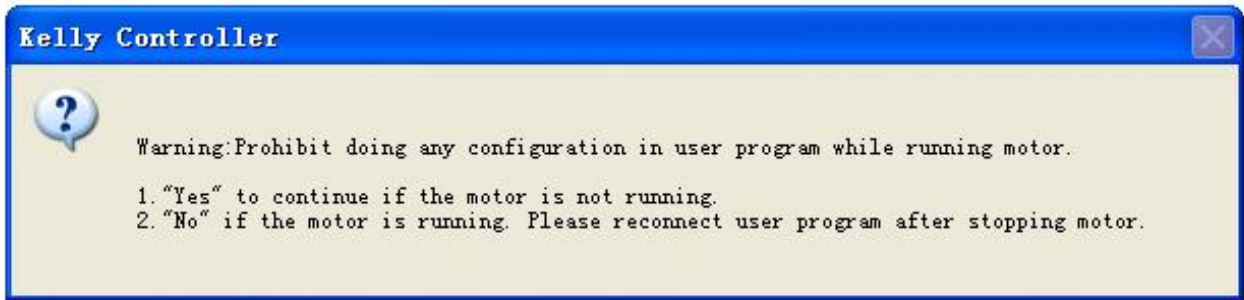 Kelly Controller
Warning:Prohibit doing any configuration in user program while running motor.
1."Yes" to continue if the motor is not running.
2."No" if the motor is running. Please reconnect user program after stopping motor.